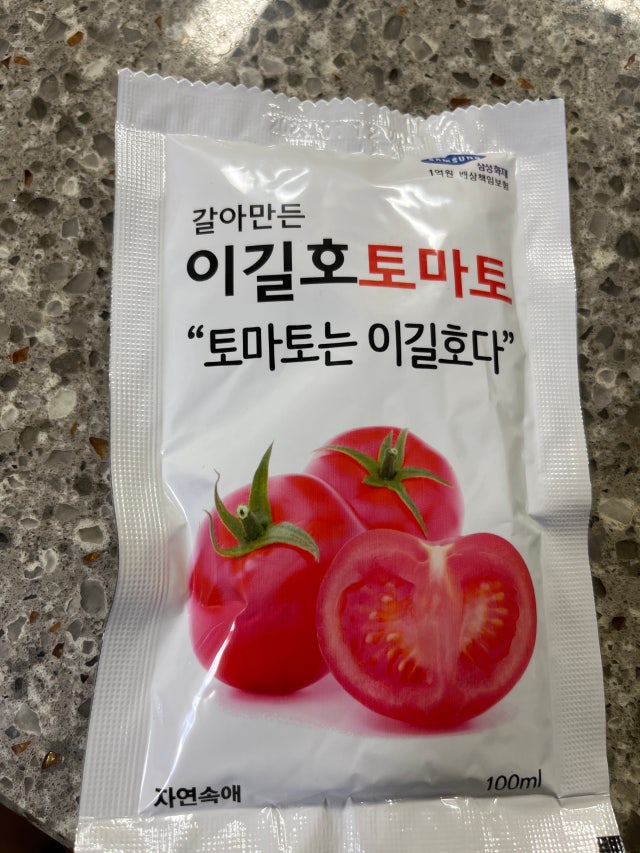 SAMSUNG
삼성화재
1억원 배상책임보험
갈아만든
이길호토마토
“토마토는 이길호다”
자연속애
100ml